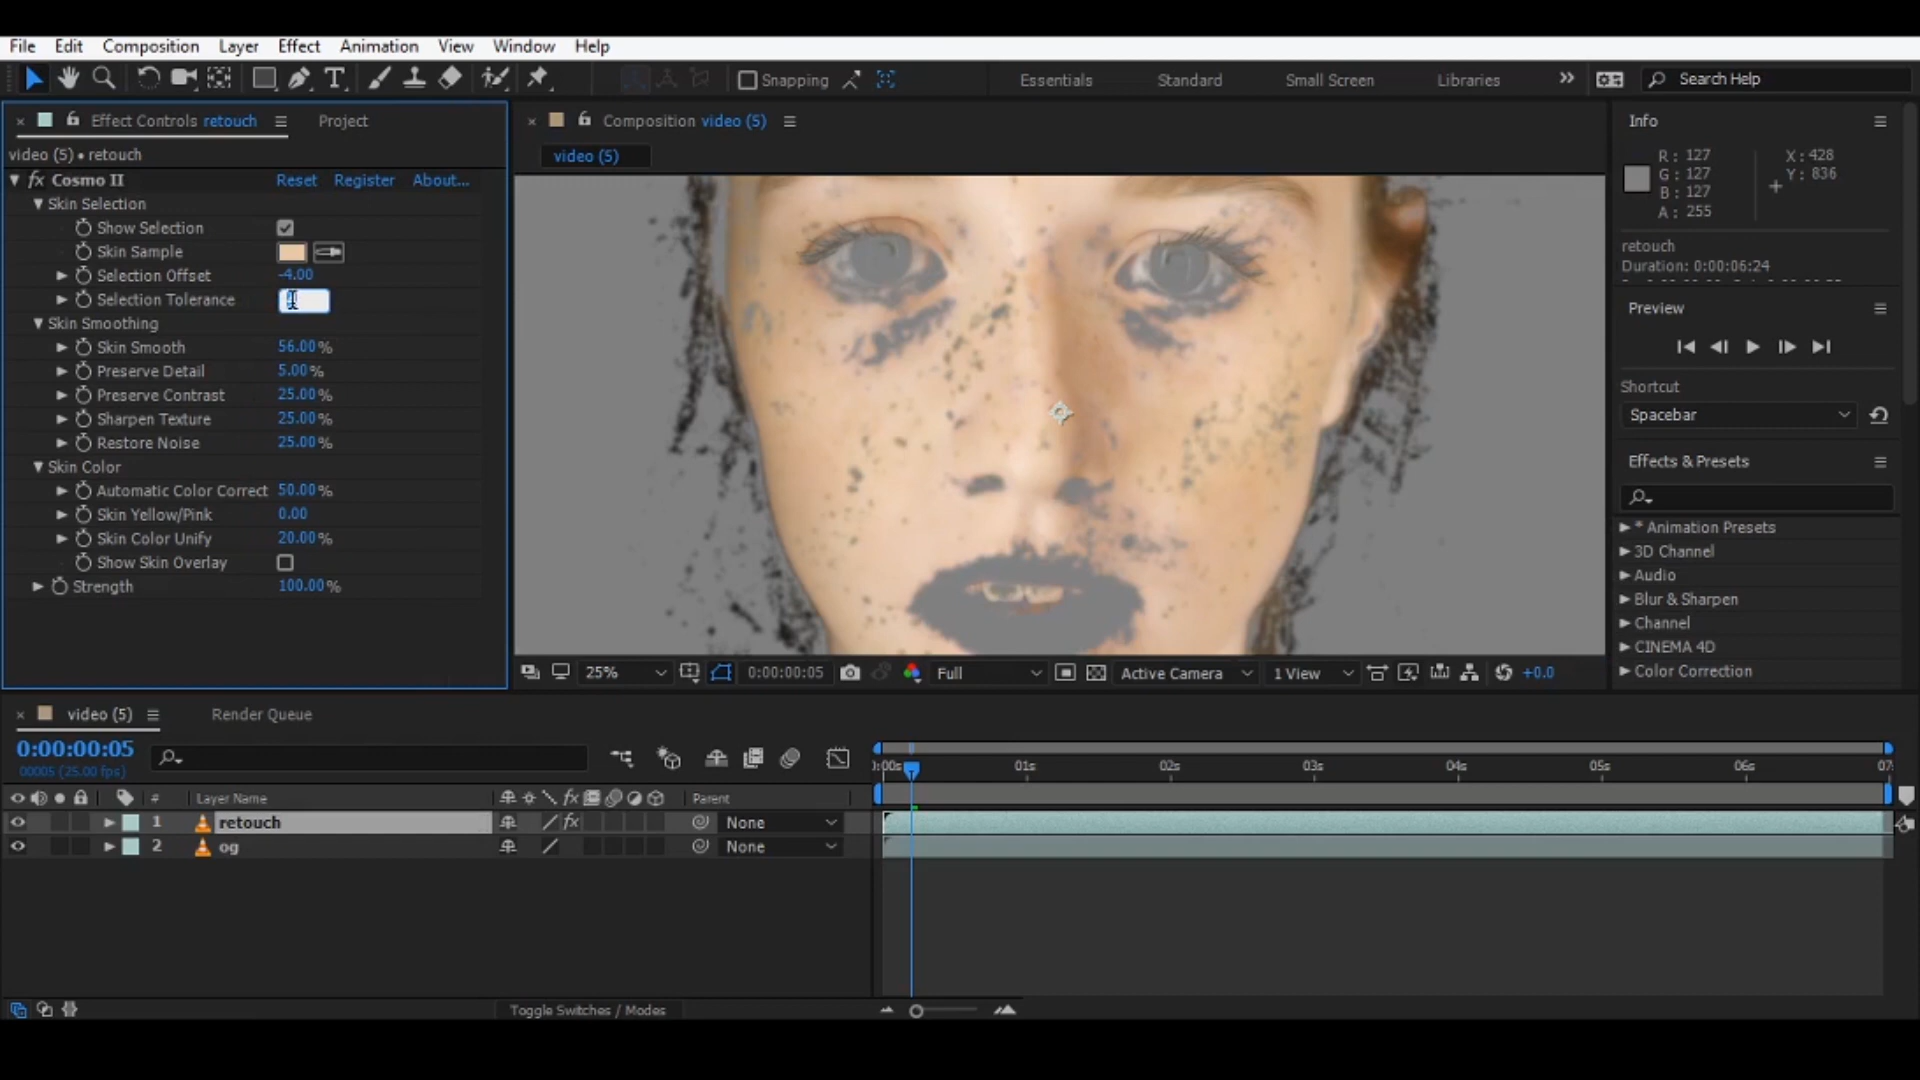 File Edit Composition Layer Effect Animation View Window Help
Snapping Essentials Standard Small Screen Libraries Search Help
Effect Controls retouch Project
video (5) • retouch
fx Cosmo II Reset Register About...
Skin Selection
Show Selection
Skin Sample
Selection Offset -4.00
Selection Tolerance
Skin Smoothing
Skin Smooth 56.00%
Preserve Detail 5.00%
Preserve Contrast 25.00%
Sharpen Texture 25.00%
Restore Noise 25.00%
Skin Color
Automatic Color Correct 50.00%
Skin Yellow/Pink 0.00
Skin Color Unify 20.00%
Show Skin Overlay
Strength 100.00%
Composition video (5)
video (5)
25% 0:00:00:05 Full Active Camera 1 View +0.0
Info
R: 127 X: 428
G: 127 Y: 836
B: 127
A: 255
retouch
Duration: 0:00:06:24
Preview
Shortcut
Spacebar
Effects & Presets
* Animation Presets
3D Channel
Audio
Blur & Sharpen
Channel
CINEMA 4D
Color Correction
video (5) Render Queue
0:00:00:05
00005 (25.00 fps)
):00s 01s 02s 03s 04s 05s 06s 07
# Layer Name fx Parent
1 retouch fx None
2 og None
Toggle Switches / Modes